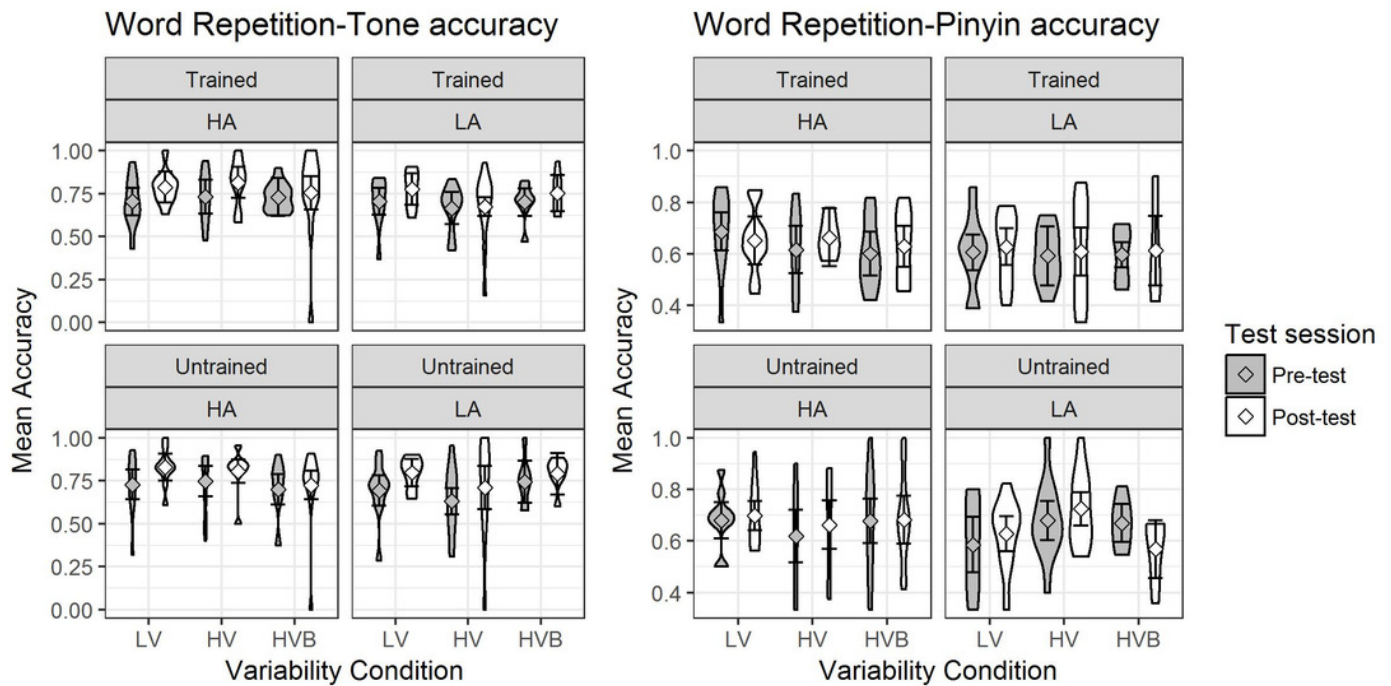 Word Repetition-Tone accuracy
Trained
HA
Trained
LA
1.00
0.75
0.50
0.25
0.00
Untrained
HA
Untrained
LA
1.00
0.75
0.50
0.25
0.00
LV HV HVB
LV HV HVB
Mean Accuracy
Variability Condition
Word Repetition-Pinyin accuracy
Trained
HA
Trained
LA
1.0
0.8
0.6
0.4
Untrained
HA
Untrained
LA
1.0
0.8
0.6
0.4
LV HV HVB
LV HV HVB
Mean Accuracy
Variability Condition
Test session
Pre-test
Post-test